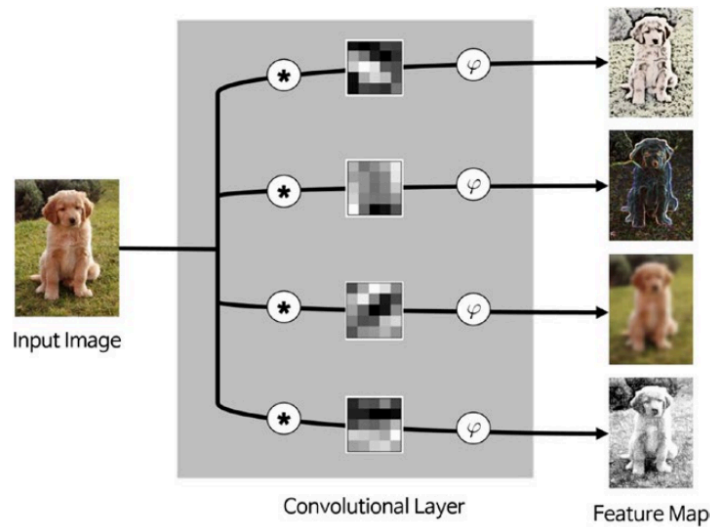 *
φ
*
φ
*
φ
*
φ
Input Image
Convolutional Layer
Feature Map